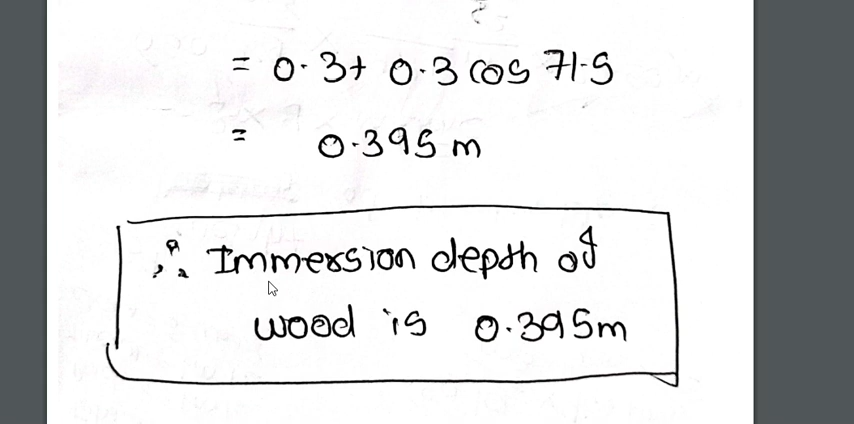 = 0.3 + 0.3 cos 71.5
= 0.395 m
∴ Immersion depth of
wood is 0.395m